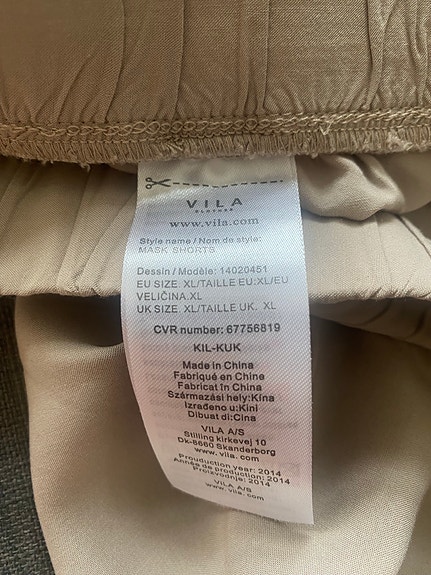 VILA
CLOTHES
www.vila.com
Style name / Nom de style:
MASK SHORTS
Dessin / Modèle: 14020451
EU SIZE: XL/TAILLE EU:XL/EU
VELIČINA.XL
UK SIZE: XL/TAILLE UK. XL
CVR number: 67756819
KIL-KUK
Made in China
Fabriqué en Chine
Fabricat în China
Származási hely:Kína
Izrađeno u:Kini
Dibuat di:Cina
VILA A/S
Stilling kirkevej 10
Dk-8660 Skanderborg
www.vila. com
Prouduction year: 2014
Année de production: 2014
Proizvodnje: 2014
VILA A/S
www. vila. com